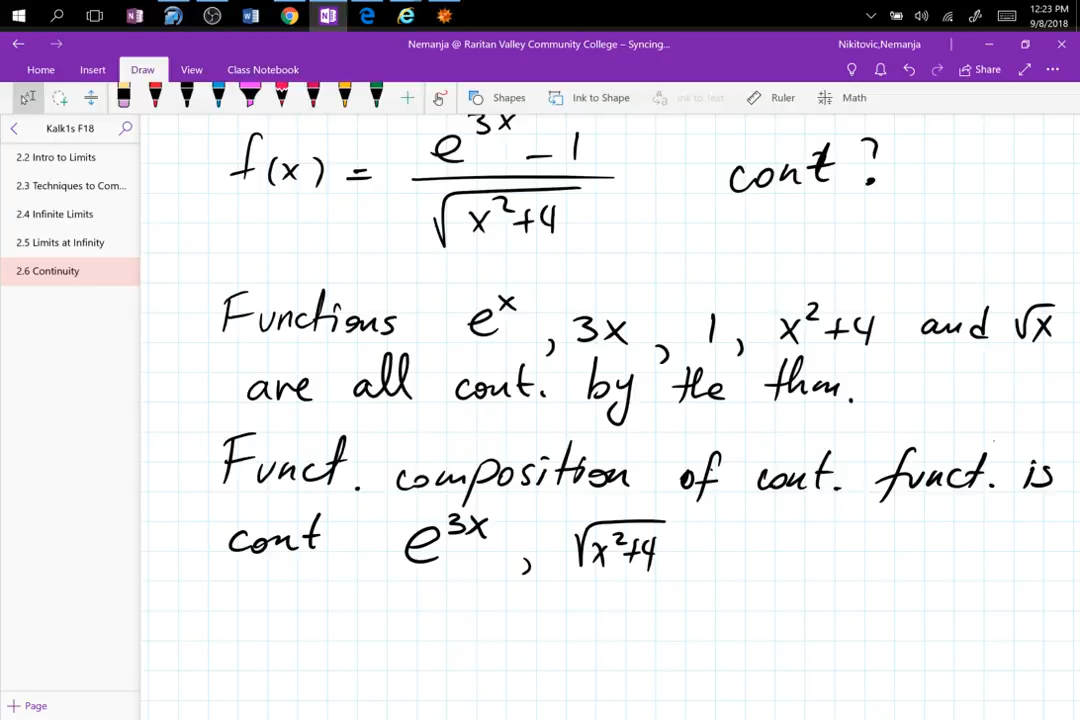 12:23 PM
9/8/2018
Nemanja @ Raritan Valley Community College – Syncing...
Nikitovic,Nemanja
Home Insert Draw View Class Notebook
Share
Shapes Ink to Shape Ink to Text Ruler Math
Kalk1s F18
2.2 Intro to Limits
2.3 Techniques to Com...
2.4 Infinite Limits
2.5 Limits at Infinity
2.6 Continuity
+ Page
f(x) = (e^3x − 1)/√(x²+4) cont?
Functions e^x, 3x, 1, x²+4 and √x
are all cont. by the thm.
Funct. composition of cont. funct. is
cont e^3x, √(x²+4)